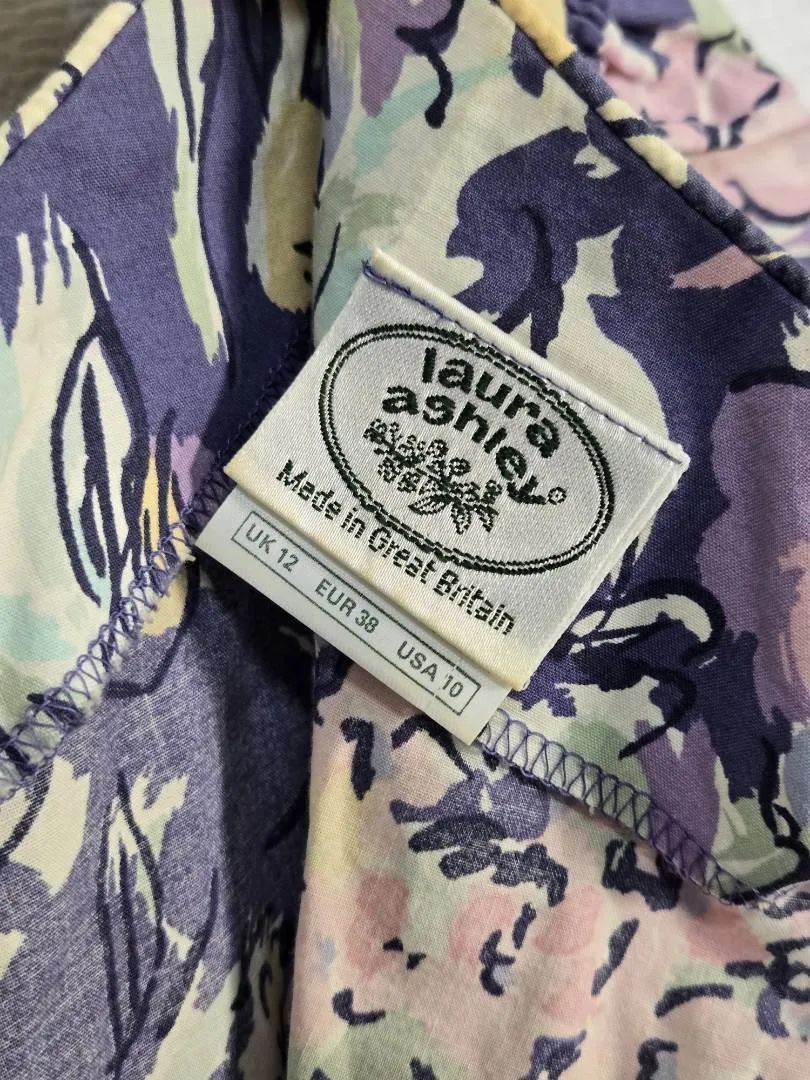 laura
ashley®
Made in Great Britain
UK 12 EUR 38 USA 10